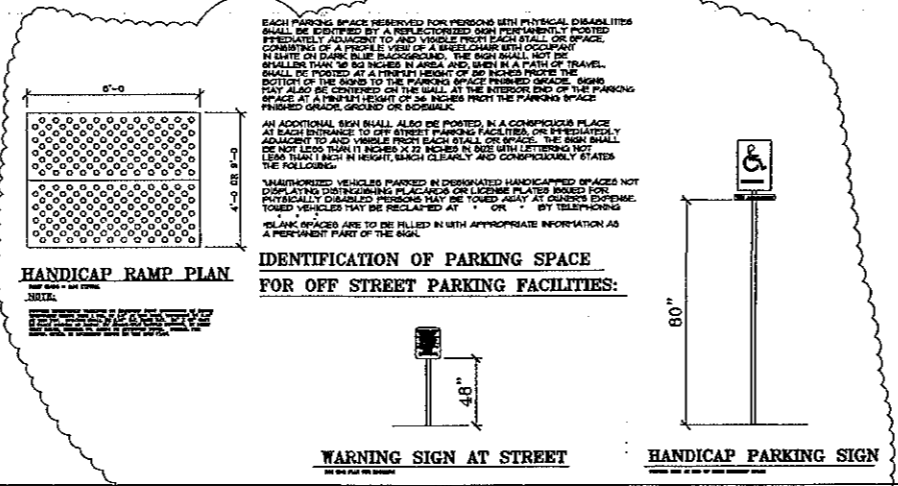 EACH PARKING SPACE RESERVED FOR PERSONS WITH PHYSICAL DISABILITIES
SHALL BE IDENTIFIED BY A REFLECTORIZED SIGN PERMANENTLY POSTED
IMMEDIATELY ADJACENT TO AND VISIBLE FROM EACH STALL OR SPACE,
CONSISTING OF A PROFILE VIEW OF A WHEELCHAIR WITH OCCUPANT
IN WHITE ON DARK BLUE BACKGROUND. THE SIGN SHALL NOT BE
SMALLER THAN INCHES IN AREA AND, WHEN IN A PATH OF TRAVEL,
SHALL BE POSTED AT A MINIMUM HEIGHT OF 80 INCHES FROM THE
BOTTOM OF THE SIGNS TO THE PARKING SPACE FINISHED GRADE. SIGNS
MAY ALSO BE CENTERED ON THE WALL AT THE INTERIOR END OF THE PARKING
SPACE AT A MINIMUM HEIGHT OF 36 INCHES FROM THE PARKING SPACE
FINISHED GRADE, GROUND OR SIDEWALK.
AN ADDITIONAL SIGN SHALL ALSO BE POSTED, IN A CONSPICUOUS PLACE
AT EACH ENTRANCE TO OFF STREET PARKING FACILITIES, OR IMMEDIATEDLY
ADJACENT TO AND VISIBLE FROM EACH STALL OR SPACE. THE SIGN SHALL
BE NOT LESS THAN 17 INCHES X 22 INCHES IN SIZE WITH LETTERING NOT
LESS THAN 1 INCH IN HEIGHT, WHICH CLEARLY AND CONSPICUOUSLY STATES
THE FOLLOWING:
"UNAUTHORIZED VEHICLES PARKED IN DESIGNATED HANDICAPPED SPACES NOT
DISPLAYING DISTINGUISHING PLACARDS OR LICENSE PLATES ISSUED FOR
PHYSICALLY DISABLED PERSONS MAY BE TOWED AWAY AT OWNER'S EXPENSE.
TOWED VEHICLES MAY BE RECLAIMED AT * OR * BY TELEPHONING
*BLANK SPACES ARE TO BE FILLED IN WITH APPROPRIATE INFORMATION AS
A PERMANENT PART OF THE SIGN.
IDENTIFICATION OF PARKING SPACE
FOR OFF STREET PARKING FACILITIES:
6'-0
4'-0 OR
HANDICAP RAMP PLAN
NOTE:
48"
WARNING SIGN AT STREET
80"
HANDICAP PARKING SIGN